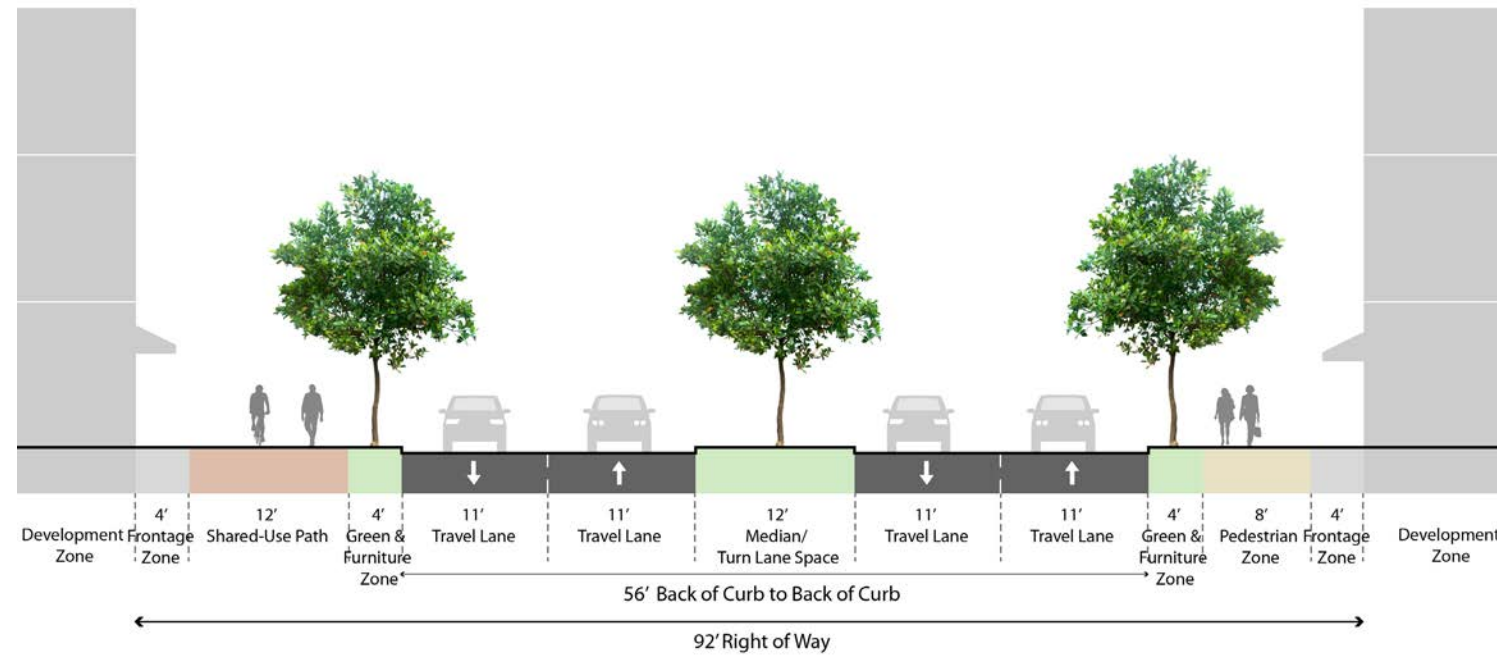 4’ 12’ 4’ 11’ 11’ 12’ 11’ 11’ 4’ 8’ 4’
Development Frontage Shared-Use Path Green & Travel Lane Travel Lane Median/ Travel Lane Travel Lane Green & Pedestrian Frontage Development
Zone Zone Furniture Turn Lane Space Furniture Zone Zone Zone
Zone Zone
56’ Back of Curb to Back of Curb
92’ Right of Way